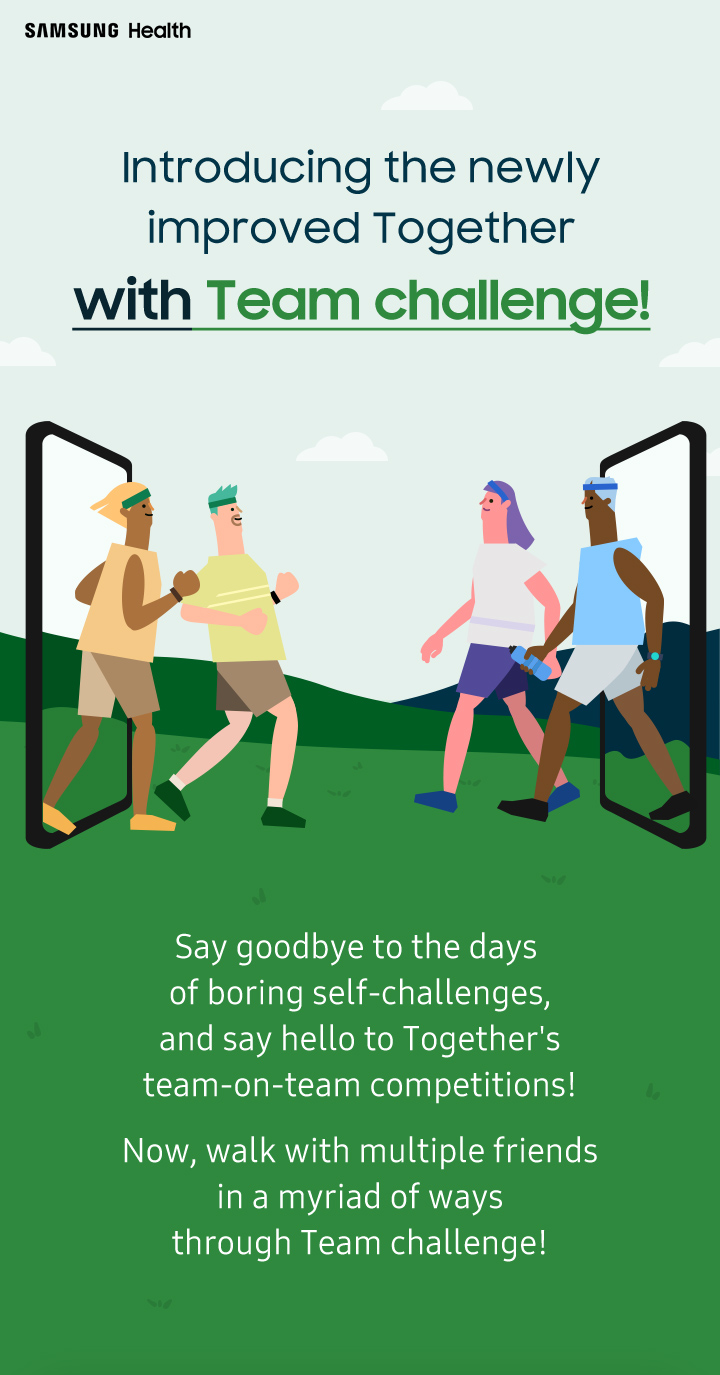 SAMSUNG Health
Introducing the newly
improved Together
with Team challenge!
Say goodbye to the days
of boring self-challenges,
and say hello to Together's
team-on-team competitions!
Now, walk with multiple friends
in a myriad of ways
through Team challenge!